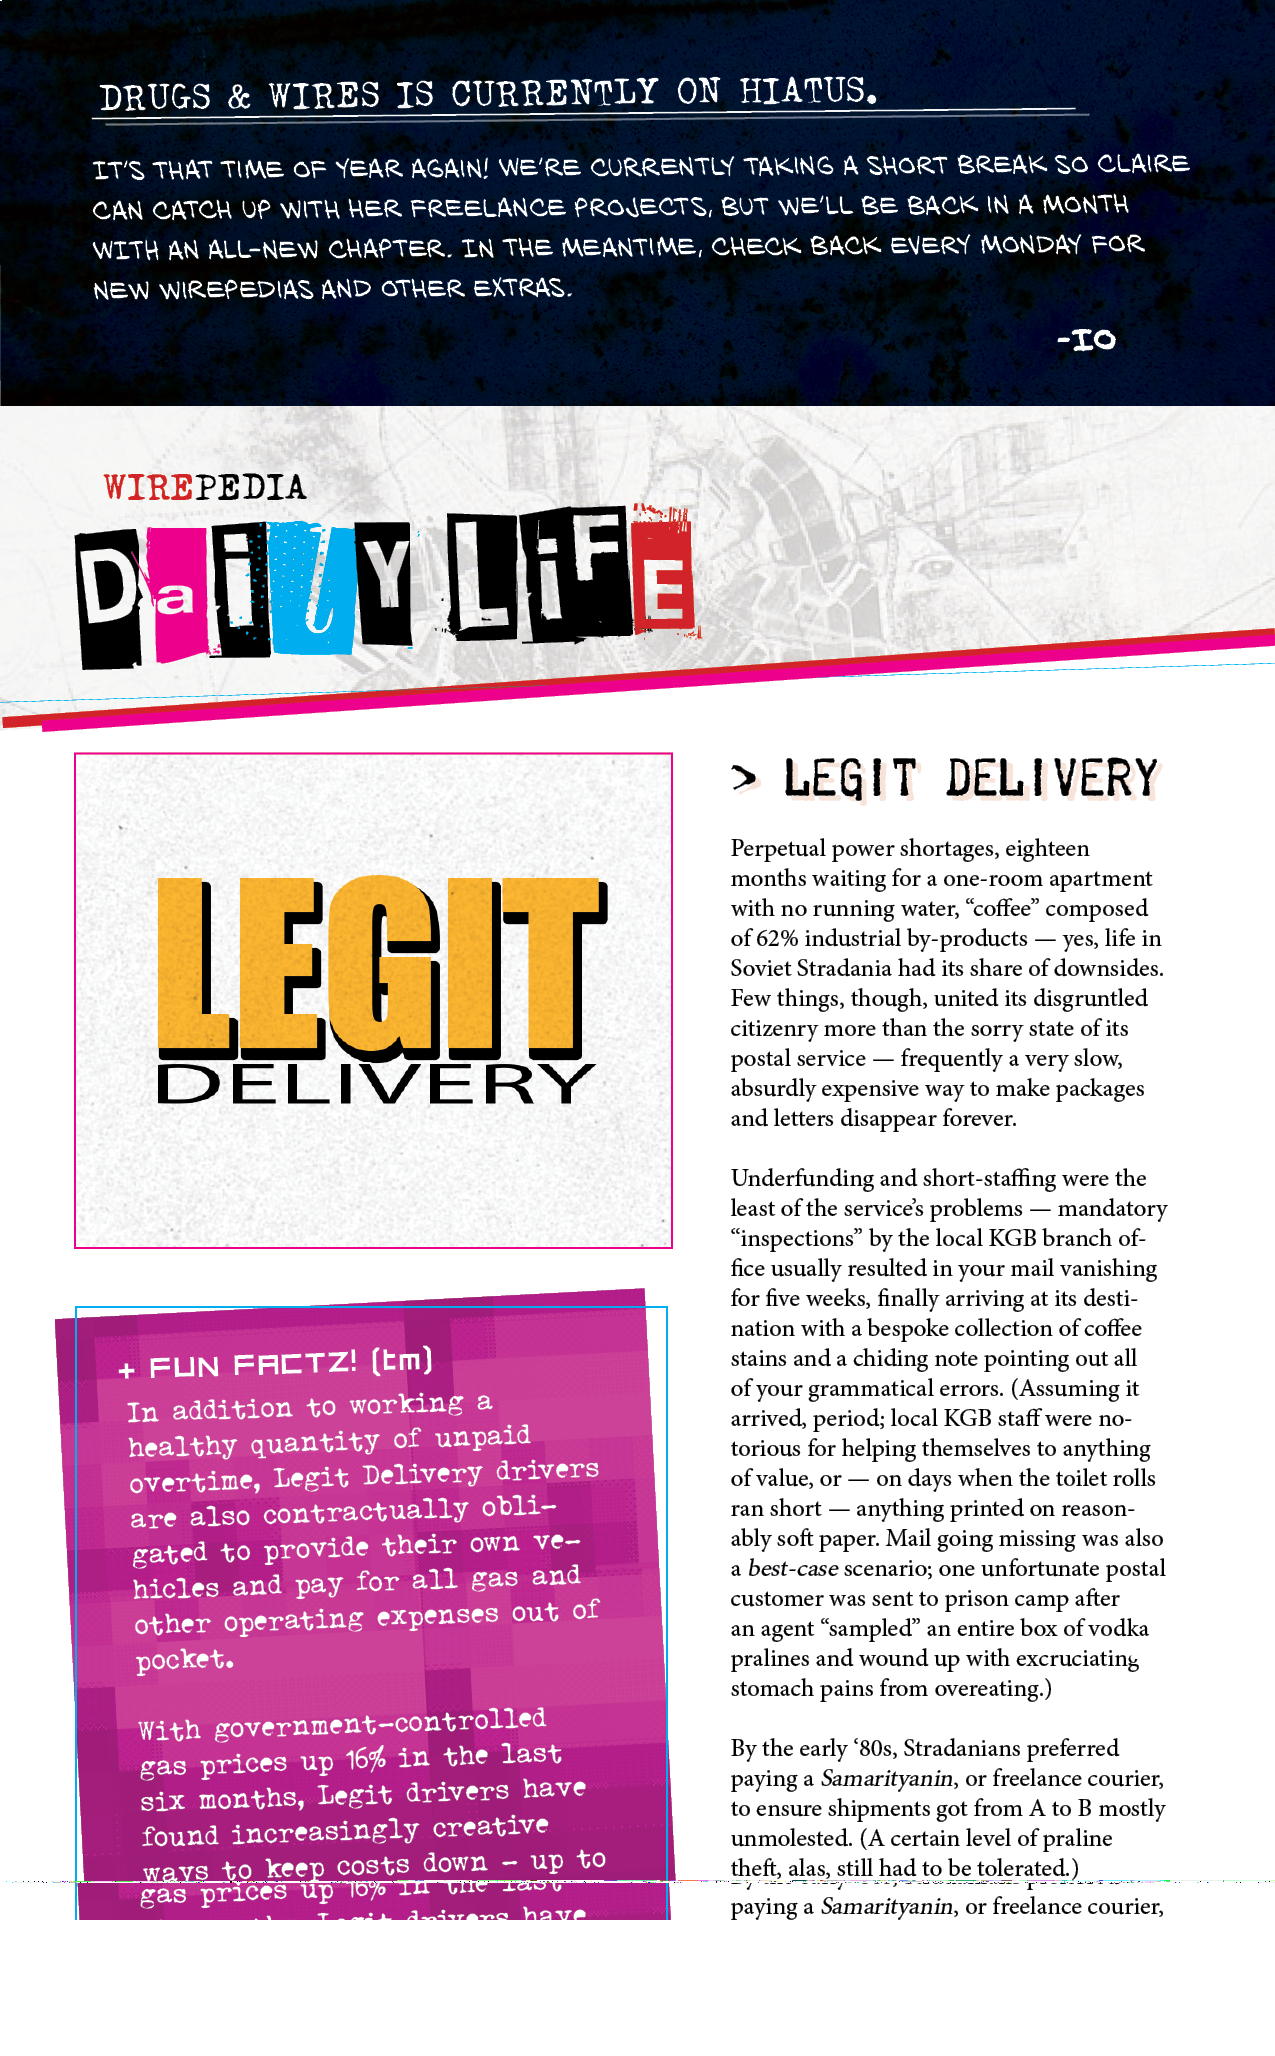 DRUGS & WIRES IS CURRENTLY ON HIATUS.
IT'S THAT TIME OF YEAR AGAIN! WE'RE CURRENTLY TAKING A SHORT BREAK SO CLAIRE
CAN CATCH UP WITH HER FREELANCE PROJECTS, BUT WE'LL BE BACK IN A MONTH
WITH AN ALL-NEW CHAPTER. IN THE MEANTIME, CHECK BACK EVERY MONDAY FOR
NEW WIREPEDIAS AND OTHER EXTRAS.
-IO
WIREPEDIA
DailY LiFE
LEGIT
DELIVERY
+ FUN FACTZ! (tm)
In addition to working a
healthy quantity of unpaid
overtime, Legit Delivery drivers
are also contractually obli-
gated to provide their own ve-
hicles and pay for all gas and
other operating expenses out of
pocket.
With government-controlled
gas prices up 16% in the last
six months, Legit drivers have
found increasingly creative
ways to keep costs down - up to
gas prices up 16% in the last
Legit drivers have
> LEGIT DELIVERY
Perpetual power shortages, eighteen
months waiting for a one-room apartment
with no running water, “coffee” composed
of 62% industrial by-products — yes, life in
Soviet Stradania had its share of downsides.
Few things, though, united its disgruntled
citizenry more than the sorry state of its
postal service — frequently a very slow,
absurdly expensive way to make packages
and letters disappear forever.
Underfunding and short-staffing were the
least of the service’s problems — mandatory
“inspections” by the local KGB branch of-
fice usually resulted in your mail vanishing
for five weeks, finally arriving at its desti-
nation with a bespoke collection of coffee
stains and a chiding note pointing out all
of your grammatical errors. (Assuming it
arrived, period; local KGB staff were no-
torious for helping themselves to anything
of value, or — on days when the toilet rolls
ran short — anything printed on reason-
ably soft paper. Mail going missing was also
a best-case scenario; one unfortunate postal
customer was sent to prison camp after
an agent “sampled” an entire box of vodka
pralines and wound up with excruciating
stomach pains from overeating.)
By the early ‘80s, Stradanians preferred
paying a Samarityanin, or freelance courier,
to ensure shipments got from A to B mostly
unmolested. (A certain level of praline
theft, alas, still had to be tolerated.)
paying a Samarityanin, or freelance courier,